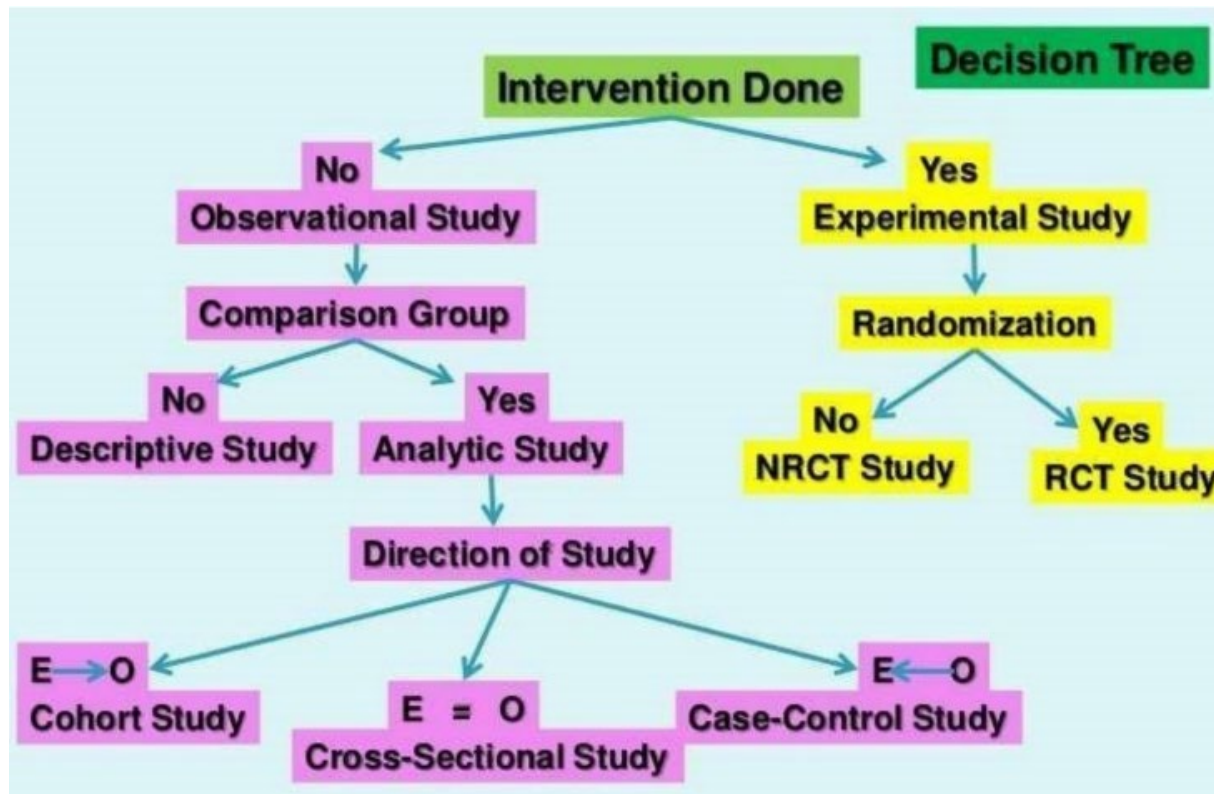 Decision Tree
Intervention Done
No
Observational Study
Yes
Experimental Study
Comparison Group
Randomization
No
Descriptive Study
Yes
Analytic Study
No
NRCT Study
Yes
RCT Study
Direction of Study
E → O
Cohort Study
E ≡ O
Cross-Sectional Study
E ← O
Case-Control Study